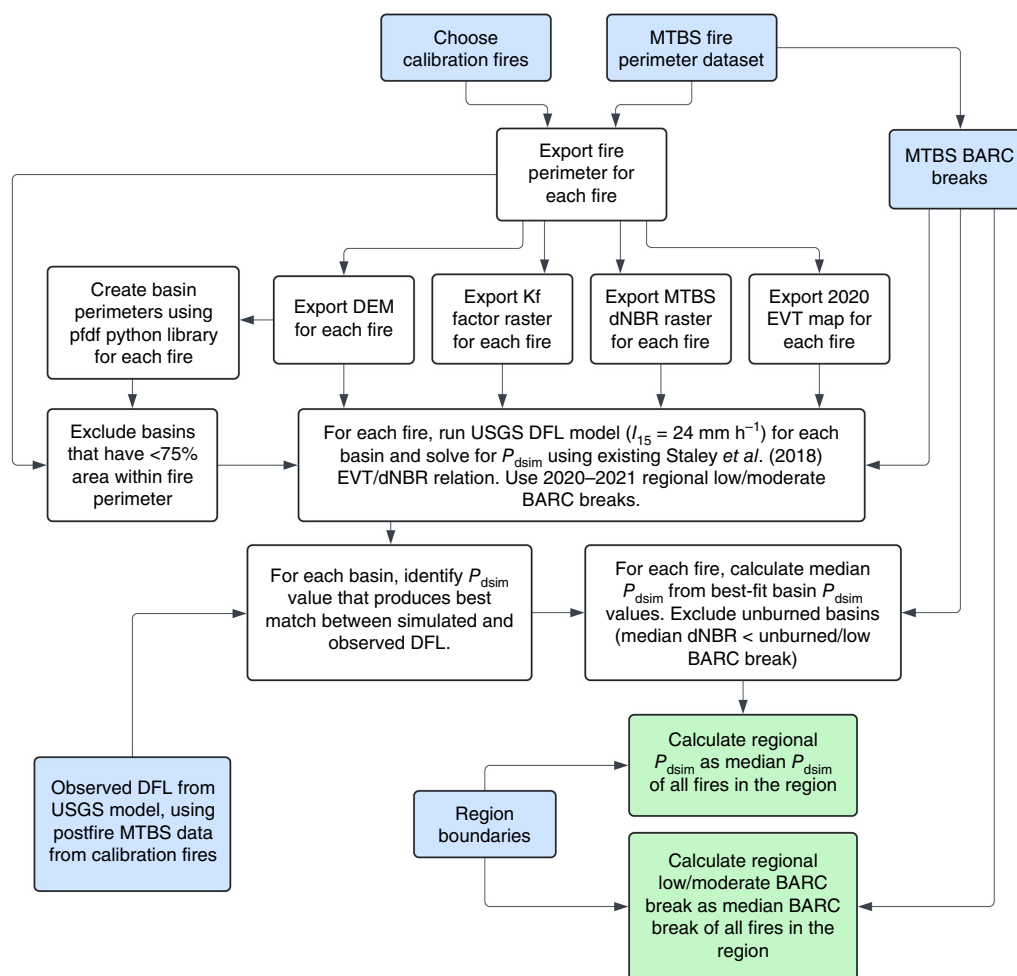 Choose
calibration fires
MTBS fire
perimeter dataset
MTBS BARC
breaks
Export fire
perimeter for
each fire
Create basin
perimeters using
pfdf python library
for each fire
Export DEM
for each fire
Export Kf
factor raster
for each fire
Export MTBS
dNBR raster
for each fire
Export 2020
EVT map for
each fire
Exclude basins
that have <75%
area within fire
perimeter
For each fire, run USGS DFL model (I15 = 24 mm h−1) for each
basin and solve for Pdsim using existing Staley et al. (2018)
EVT/dNBR relation. Use 2020–2021 regional low/moderate
BARC breaks.
For each basin, identify Pdsim
value that produces best
match between simulated and
observed DFL.
For each fire, calculate median
Pdsim from best-fit basin Pdsim
values. Exclude unburned basins
(median dNBR < unburned/low
BARC break)
Observed DFL from
USGS model, using
postfire MTBS data
from calibration fires
Region
boundaries
Calculate regional
Pdsim as median Pdsim
of all fires in the region
Calculate regional
low/moderate BARC
break as median BARC
break of all fires in the
region